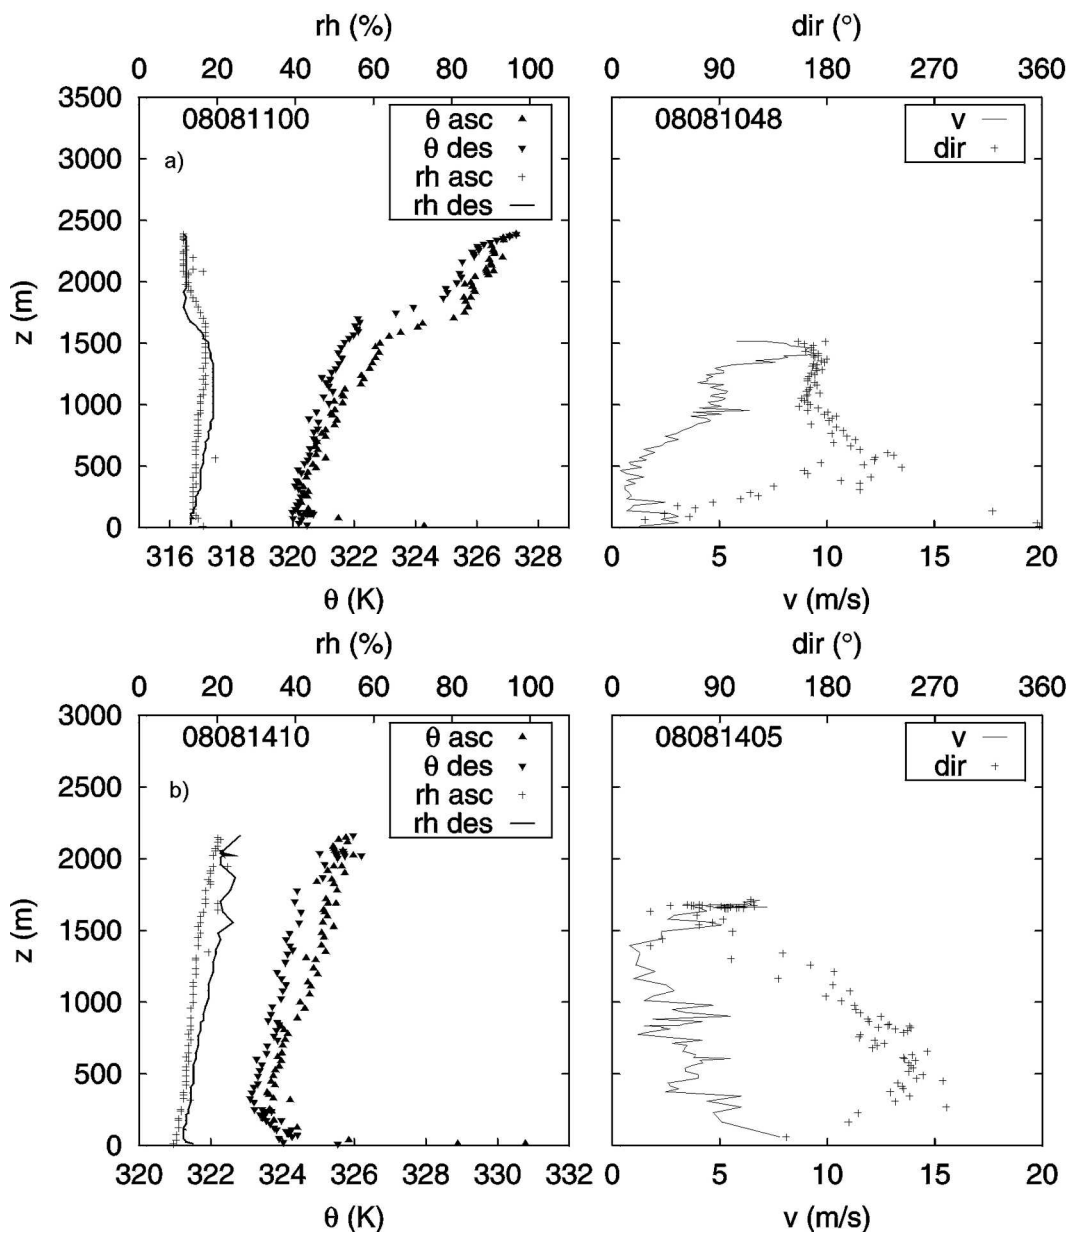 rh (%)
0 20 40 60 80 100
3500
3000
2500
2000
1500
1000
500
0
z (m)
08081100
a)
θ asc
θ des
rh asc
rh des
316 318 320 322 324 326 328
θ (K)
dir (°)
0 90 180 270 360
08081048
v
dir
0 5 10 15 20
v (m/s)
rh (%)
0 20 40 60 80 100
3000
2500
2000
1500
1000
500
0
z (m)
08081410
b)
θ asc
θ des
rh asc
rh des
320 322 324 326 328 330 332
θ (K)
dir (°)
0 90 180 270 360
08081405
v
dir
0 5 10 15 20
v (m/s)